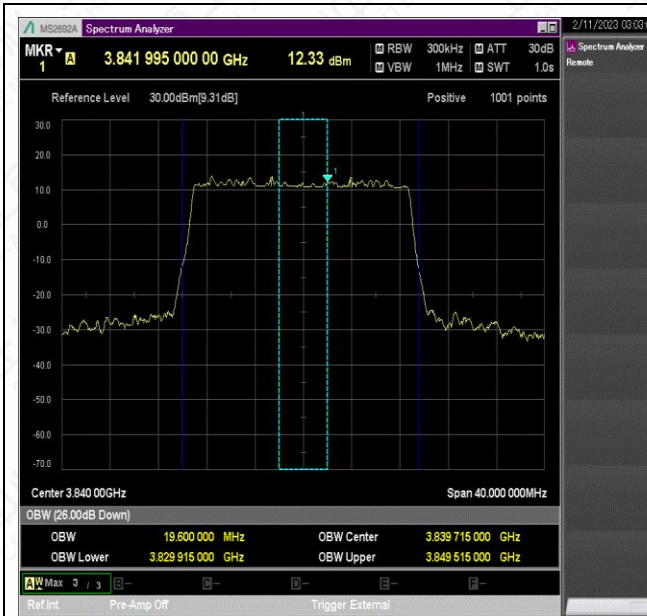 MS2692A Spectrum Analyzer
2/11/2023 03:03:
MKR 1 A 3.841 995 000 00 GHz 12.33 dBm RBW 300kHz ATT 30dB
VBW 1MHz SWT 1.0s
Spectrum Analyzer
Remote
Reference Level 30.00dBm[9.31dB] Positive 1001 points
30.0
20.0
10.0
0.0
-10.0
-20.0
-30.0
-40.0
-50.0
-60.0
-70.0
1
Center 3.840 00GHz Span 40.000 000MHz
OBW (26.00dB Down)
OBW 19.600 000 MHz OBW Center 3.839 715 000 GHz
OBW Lower 3.829 915 000 GHz OBW Upper 3.849 515 000 GHz
A W Max 3 / 3 B- C- D- E- F-
Ref.Int Pre-Amp Off Trigger External